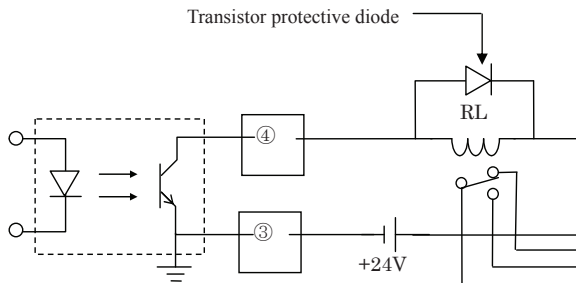 Transistor protective diode
RL
④
③
+24V